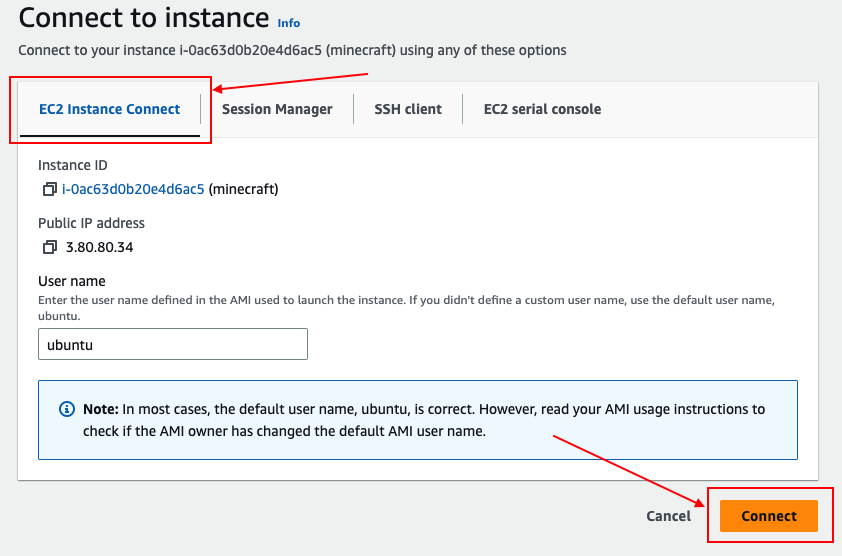 Connect to instance Info
Connect to your instance i-0ac63d0b20e4d6ac5 (minecraft) using any of these options
EC2 Instance Connect Session Manager SSH client EC2 serial console
Instance ID
i-0ac63d0b20e4d6ac5 (minecraft)
Public IP address
3.80.80.34
User name
Enter the user name defined in the AMI used to launch the instance. If you didn't define a custom user name, use the default user name,
ubuntu.
ubuntu
Note: In most cases, the default user name, ubuntu, is correct. However, read your AMI usage instructions to
check if the AMI owner has changed the default AMI user name.
Cancel Connect